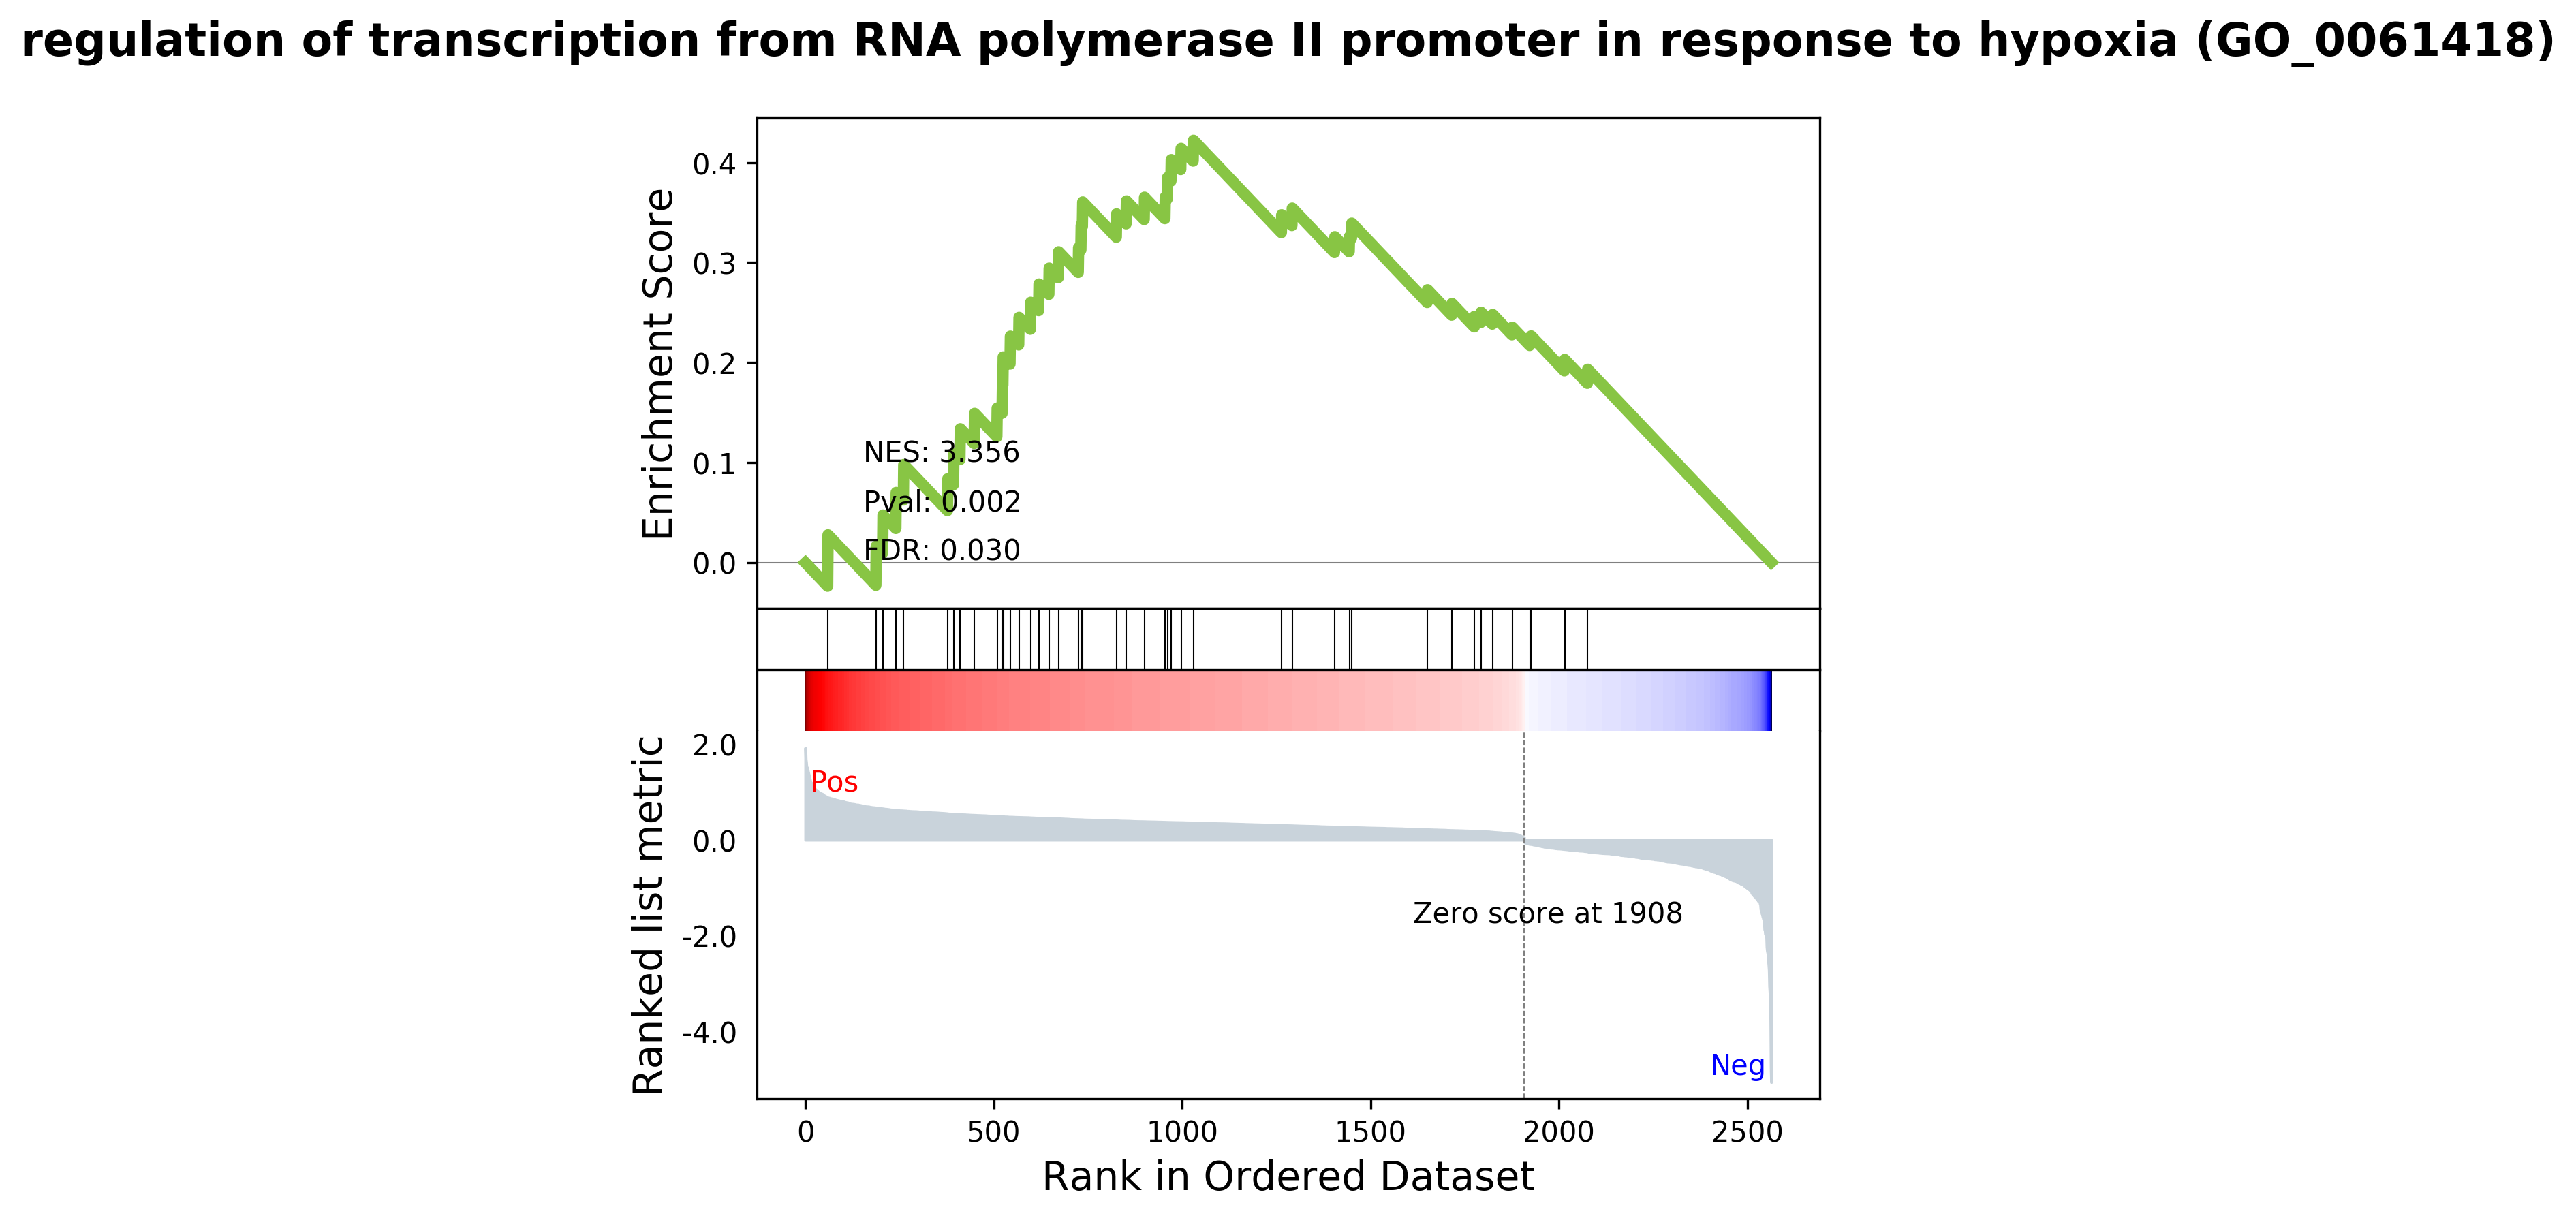 regulation of transcription from RNA polymerase II promoter in response to hypoxia (GO_0061418)
Enrichment Score
0.4
0.3
0.2
0.1
0.0
NES: 3.356
Pval: 0.002
FDR: 0.030
Ranked list metric
2.0
0.0
-2.0
-4.0
Pos
Zero score at 1908
Neg
0 500 1000 1500 2000 2500
Rank in Ordered Dataset